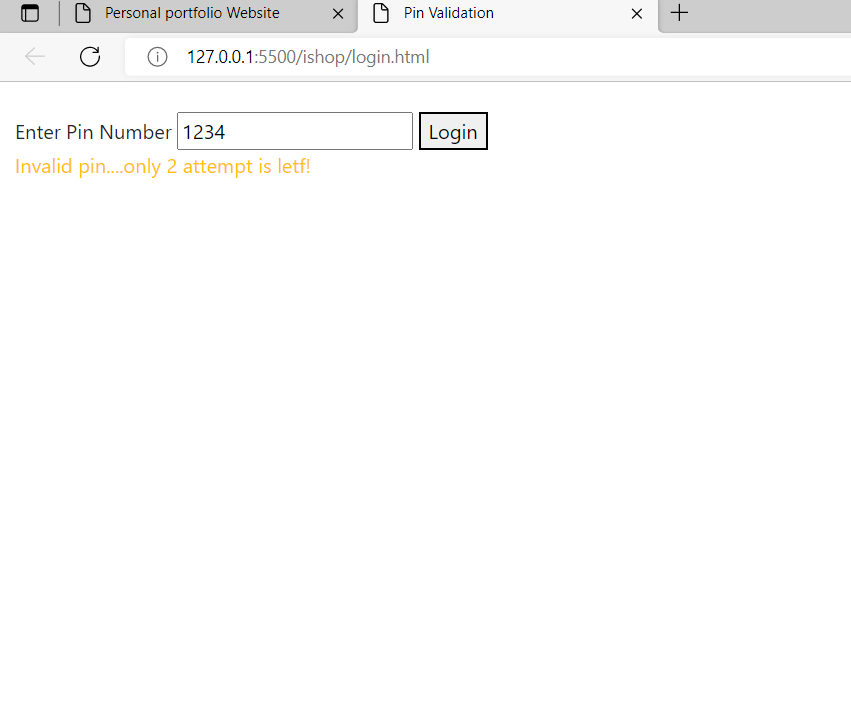 Personal portfolio Website
Pin Validation
127.0.0.1:5500/ishop/login.html
Enter Pin Number 1234 Login
Invalid pin....only 2 attempt is letf!